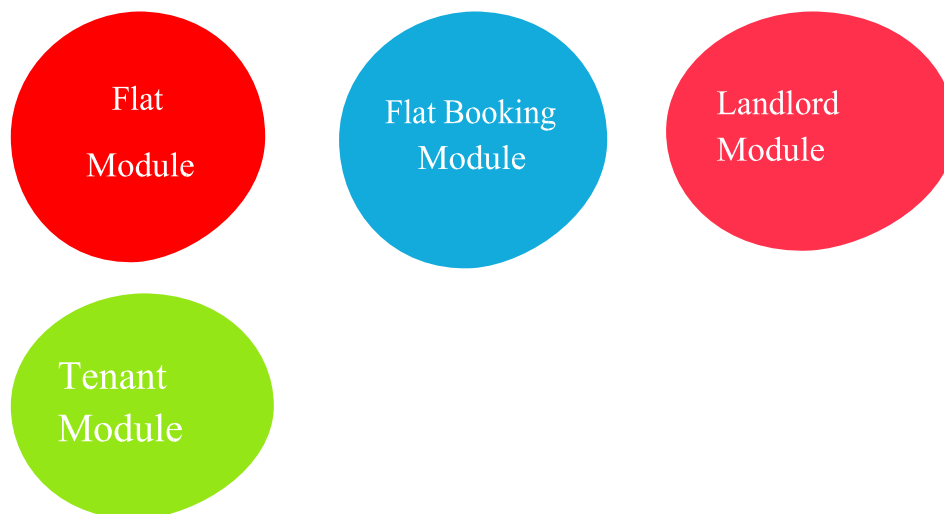 Flat
Module
Flat Booking
Module
Landlord
Module
Tenant
Module